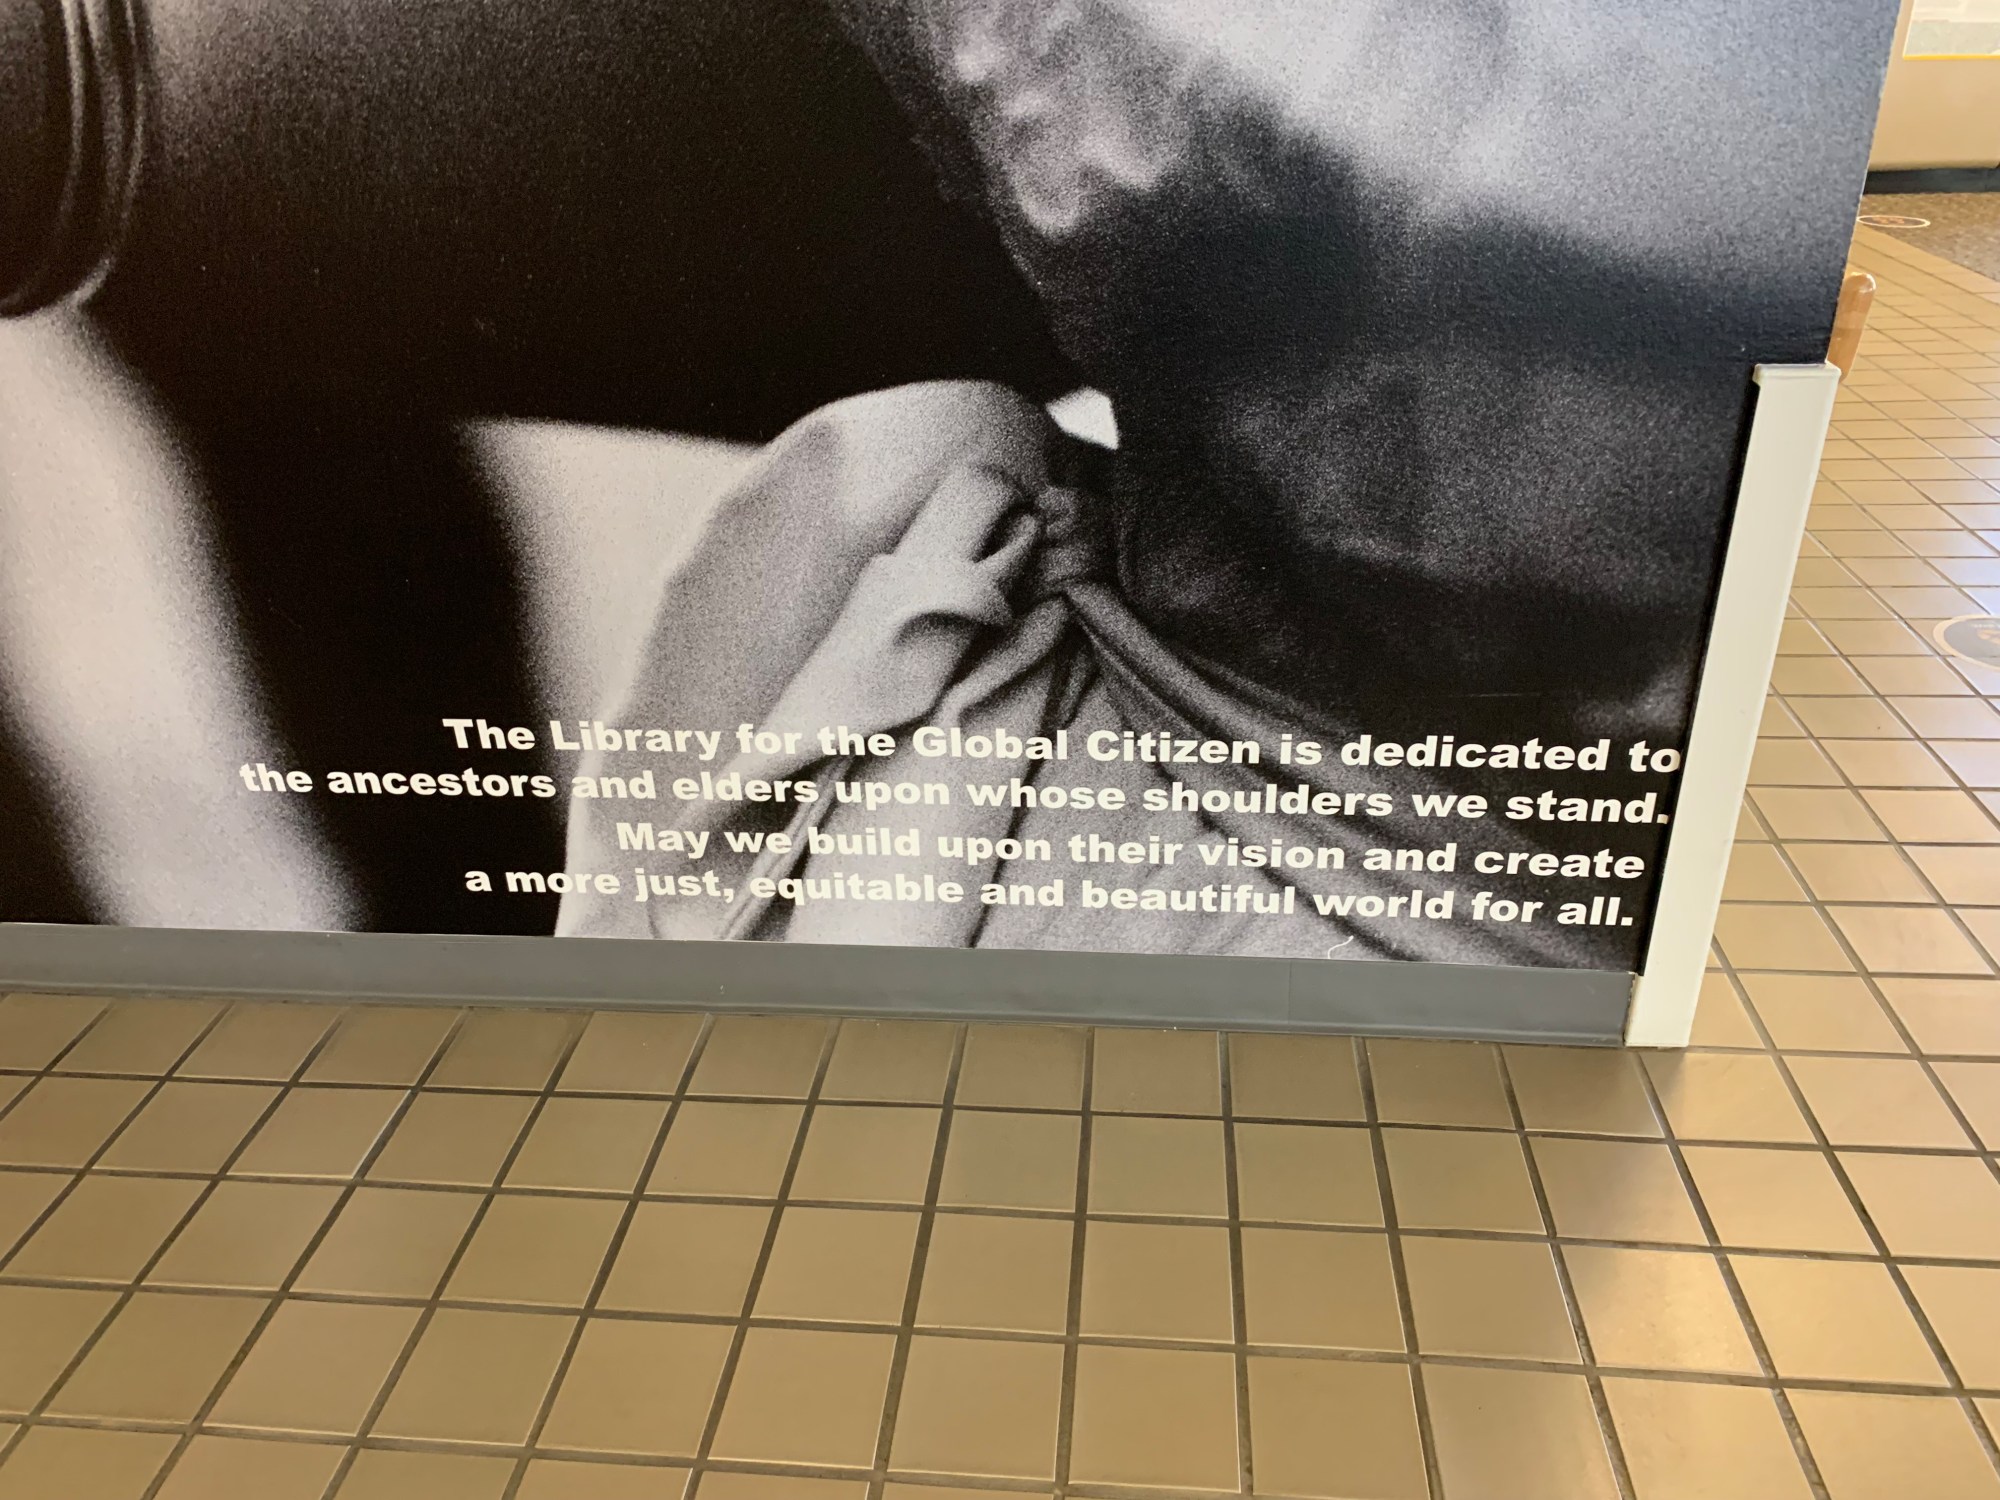 The Library for the Global Citizen is dedicated to
the ancestors and elders upon whose shoulders we stand.
May we build upon their vision and create
a more just, equitable and beautiful world for all.